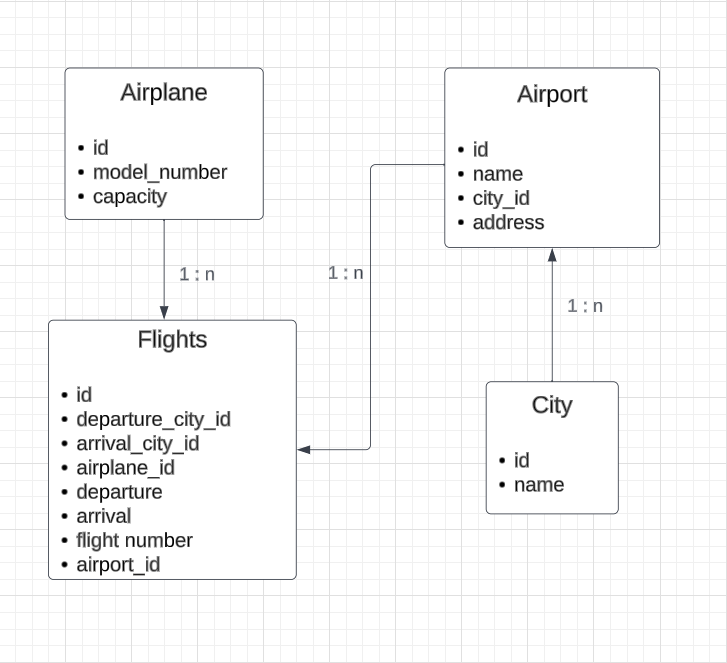 Airplane
• id
• model_number
• capacity
Airport
• id
• name
• city_id
• address
1 : n
1 : n
1 : n
Flights
• id
• departure_city_id
• arrival_city_id
• airplane_id
• departure
• arrival
• flight number
• airport_id
City
• id
• name